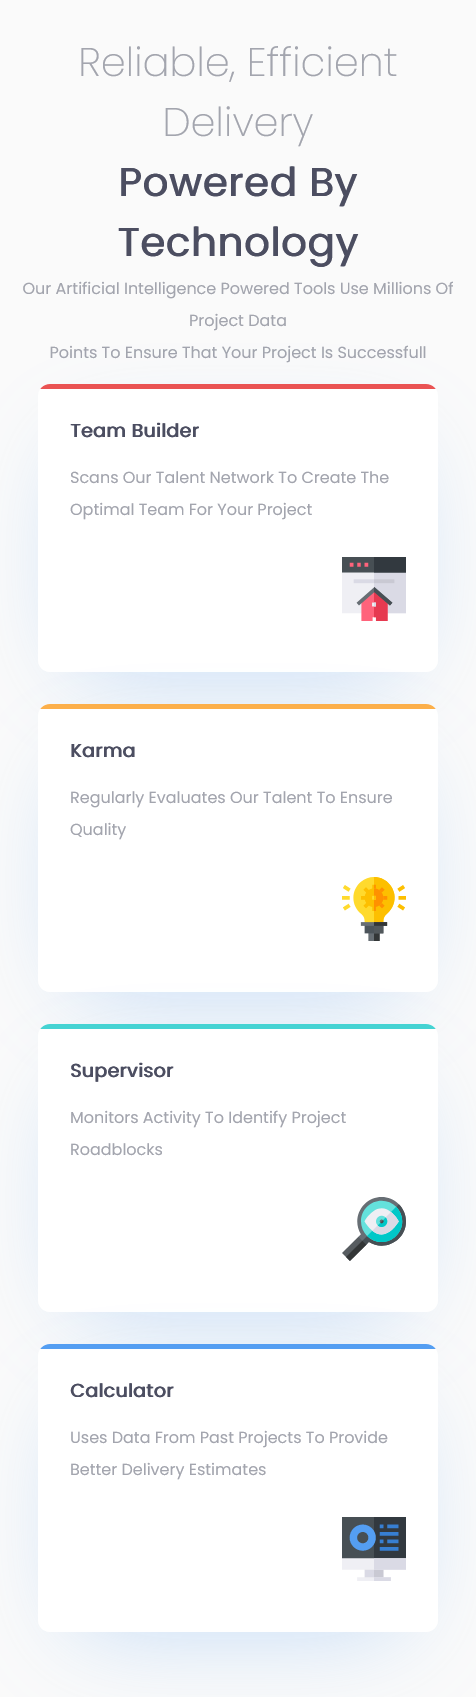 Reliable, Efficient
Delivery
Powered By
Technology
Our Artificial Intelligence Powered Tools Use Millions Of
Project Data
Points To Ensure That Your Project Is Successfull
Team Builder
Scans Our Talent Network To Create The
Optimal Team For Your Project
Karma
Regularly Evaluates Our Talent To Ensure
Quality
Supervisor
Monitors Activity To Identify Project
Roadblocks
Calculator
Uses Data From Past Projects To Provide
Better Delivery Estimates